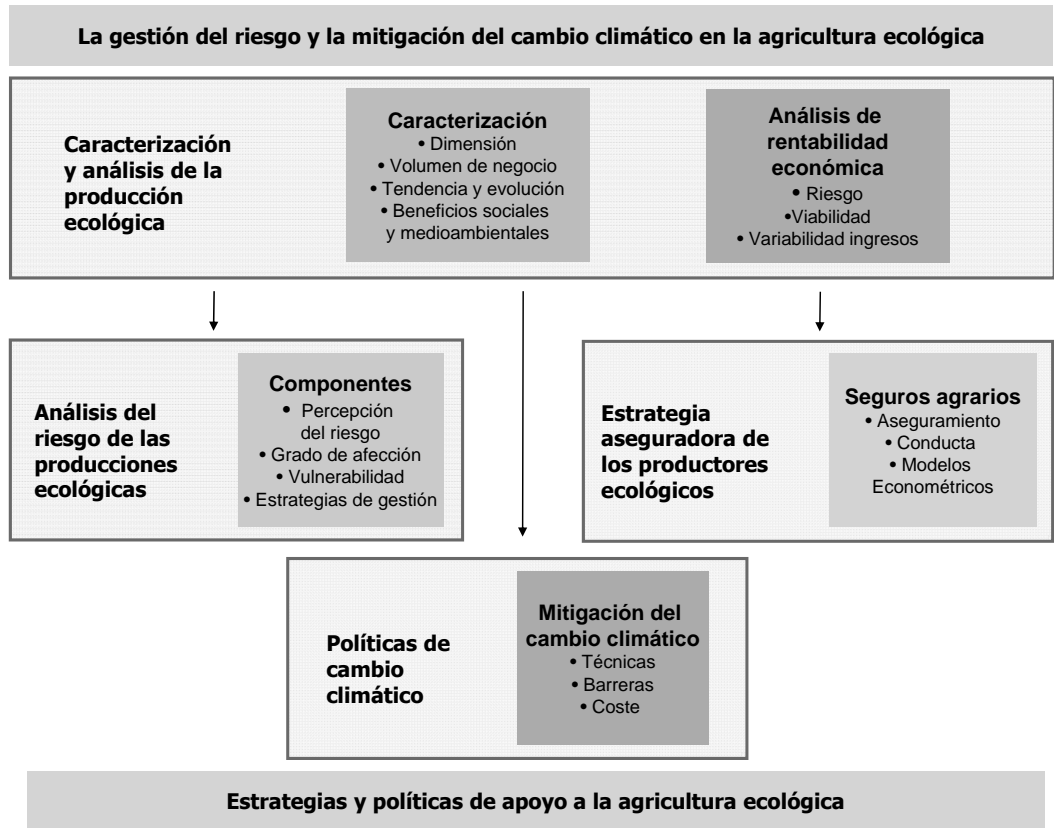 La gestión del riesgo y la mitigación del cambio climático en la agricultura ecológica
Caracterización
y análisis de la
producción
ecológica
Caracterización
• Dimensión
• Volumen de negocio
• Tendencia y evolución
• Beneficios sociales
y medioambientales
Análisis de
rentabilidad
económica
• Riesgo
•Viabilidad
• Variabilidad ingresos
Análisis del
riesgo de las
producciones
ecológicas
Componentes
• Percepción
del riesgo
• Grado de afección
• Vulnerabilidad
• Estrategias de gestión
Estrategia
aseguradora de
los productores
ecológicos
Seguros agrarios
• Aseguramiento
• Conducta
• Modelos
Econométricos
Políticas de
cambio
climático
Mitigación del
cambio climático
• Técnicas
• Barreras
• Coste
Estrategias y políticas de apoyo a la agricultura ecológica